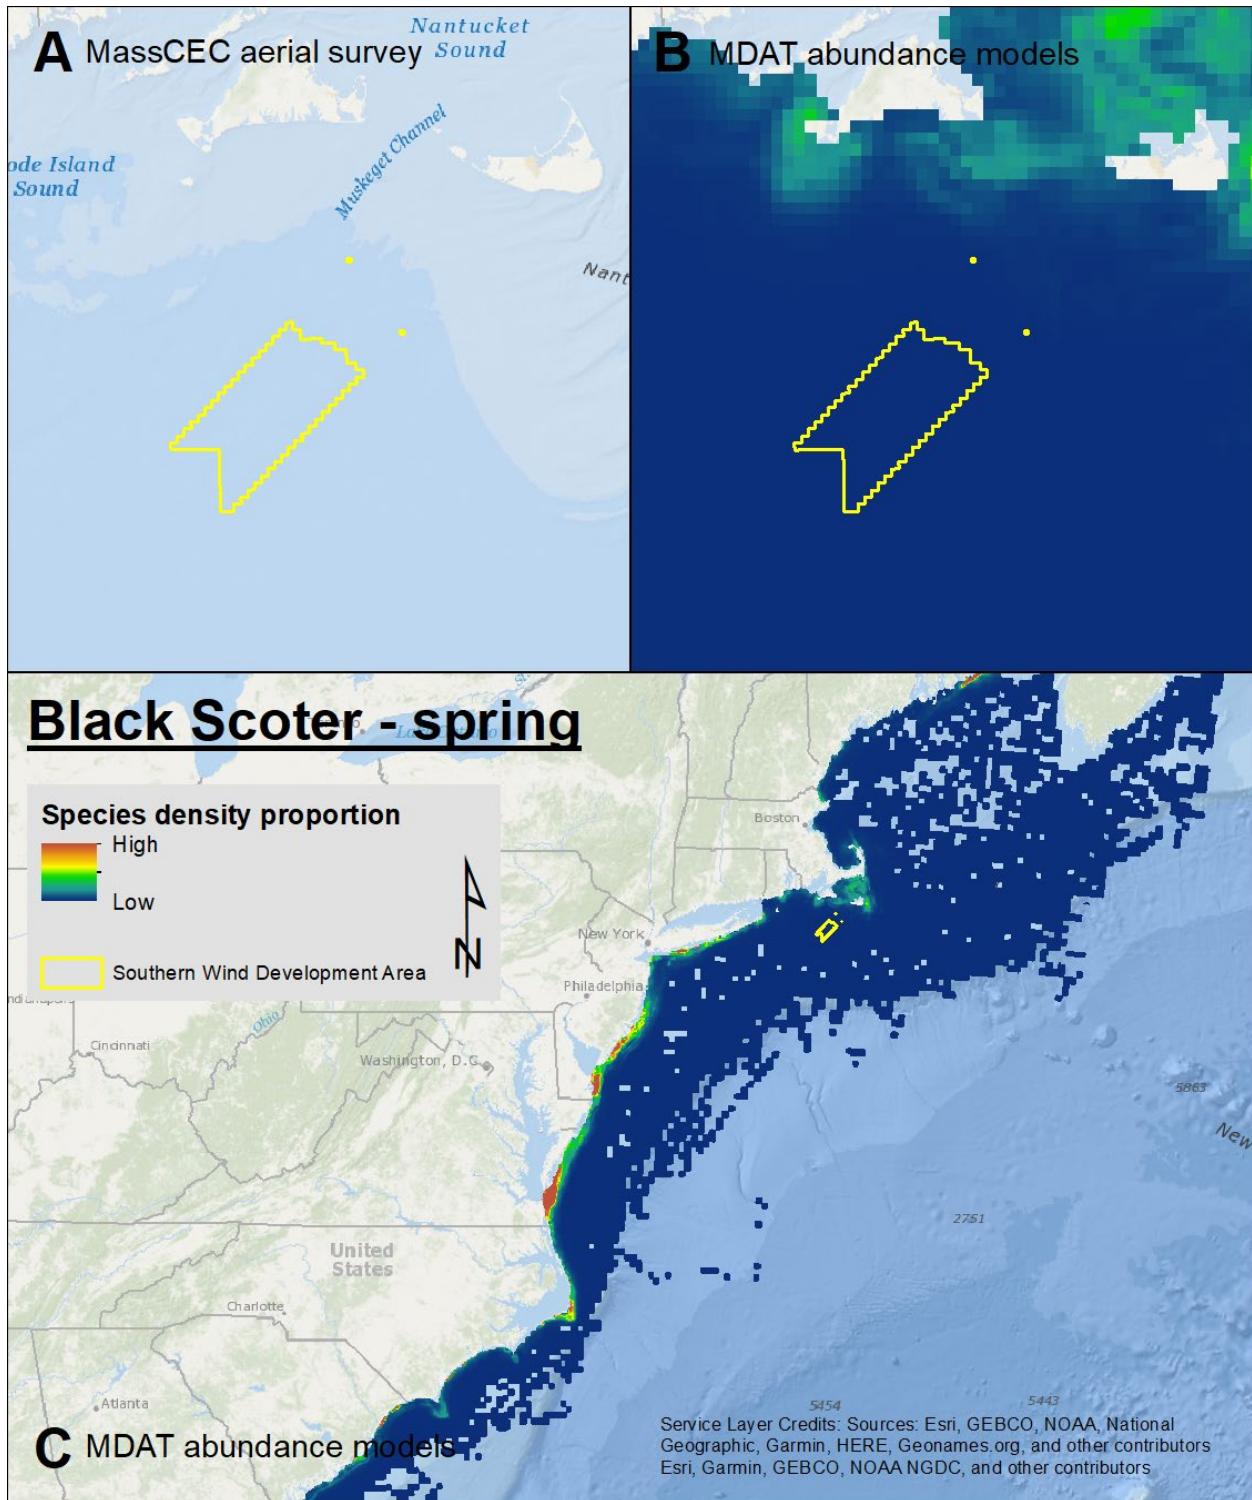 A MassCEC aerial survey
Nantucket
Sound
ode Island
Sound
Muskeget Channel
Nant
B MDAT abundance models
Black Scoter - spring
Species density proportion
High
Low
N
Southern Wind Development Area
Boston
New York
Philadelphia
Ohio
Cincinnati
Washington, D.C.
5863
New
2751
United
States
Charlotte
Atlanta
5454
5443
C MDAT abundance models
Service Layer Credits: Sources: Esri, GEBCO, NOAA, National
Geographic, Garmin, HERE, Geonames.org, and other contributors
Esri, Garmin, GEBCO, NOAA NGDC, and other contributors